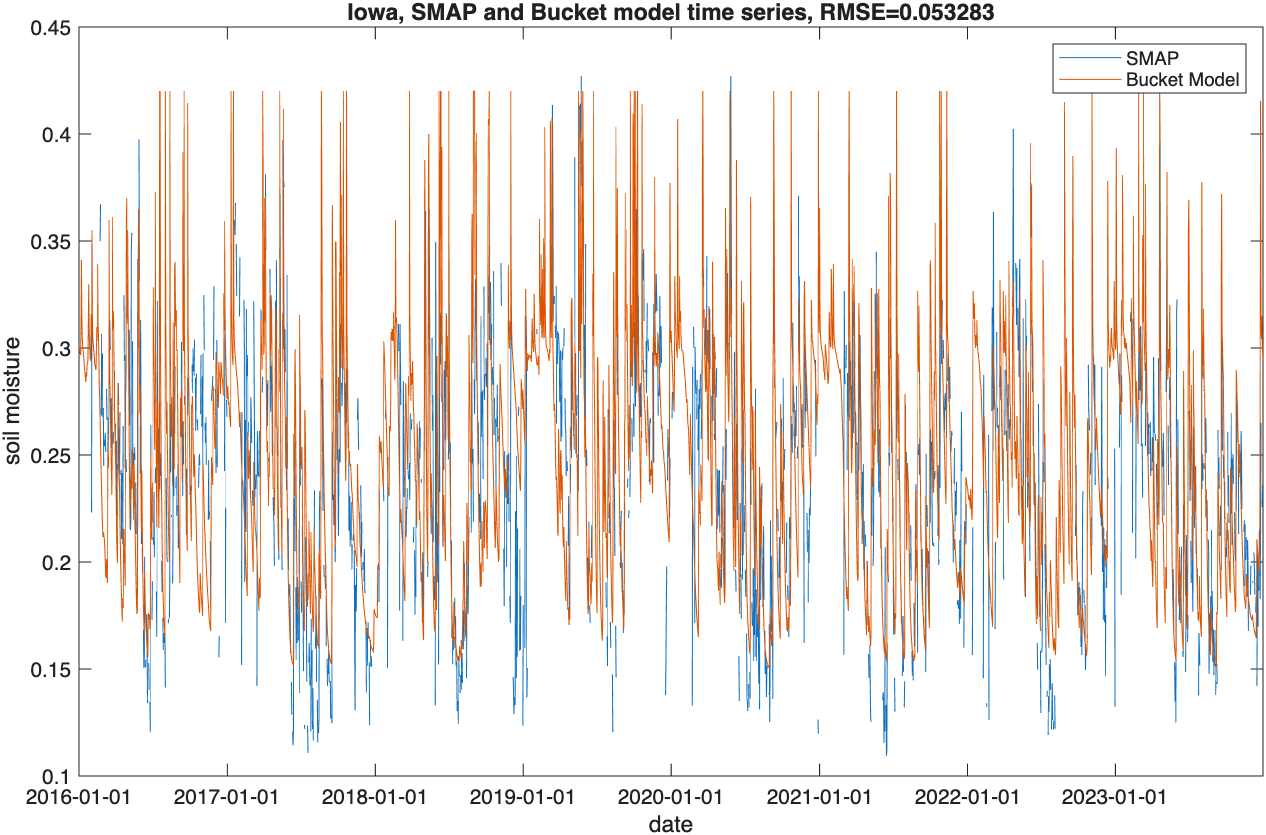 Iowa, SMAP and Bucket model time series, RMSE=0.053283
SMAP
Bucket Model
0.45
0.4
0.35
0.3
0.25
0.2
0.15
0.1
soil moisture
2016-01-01 2017-01-01 2018-01-01 2019-01-01 2020-01-01 2021-01-01 2022-01-01 2023-01-01
date